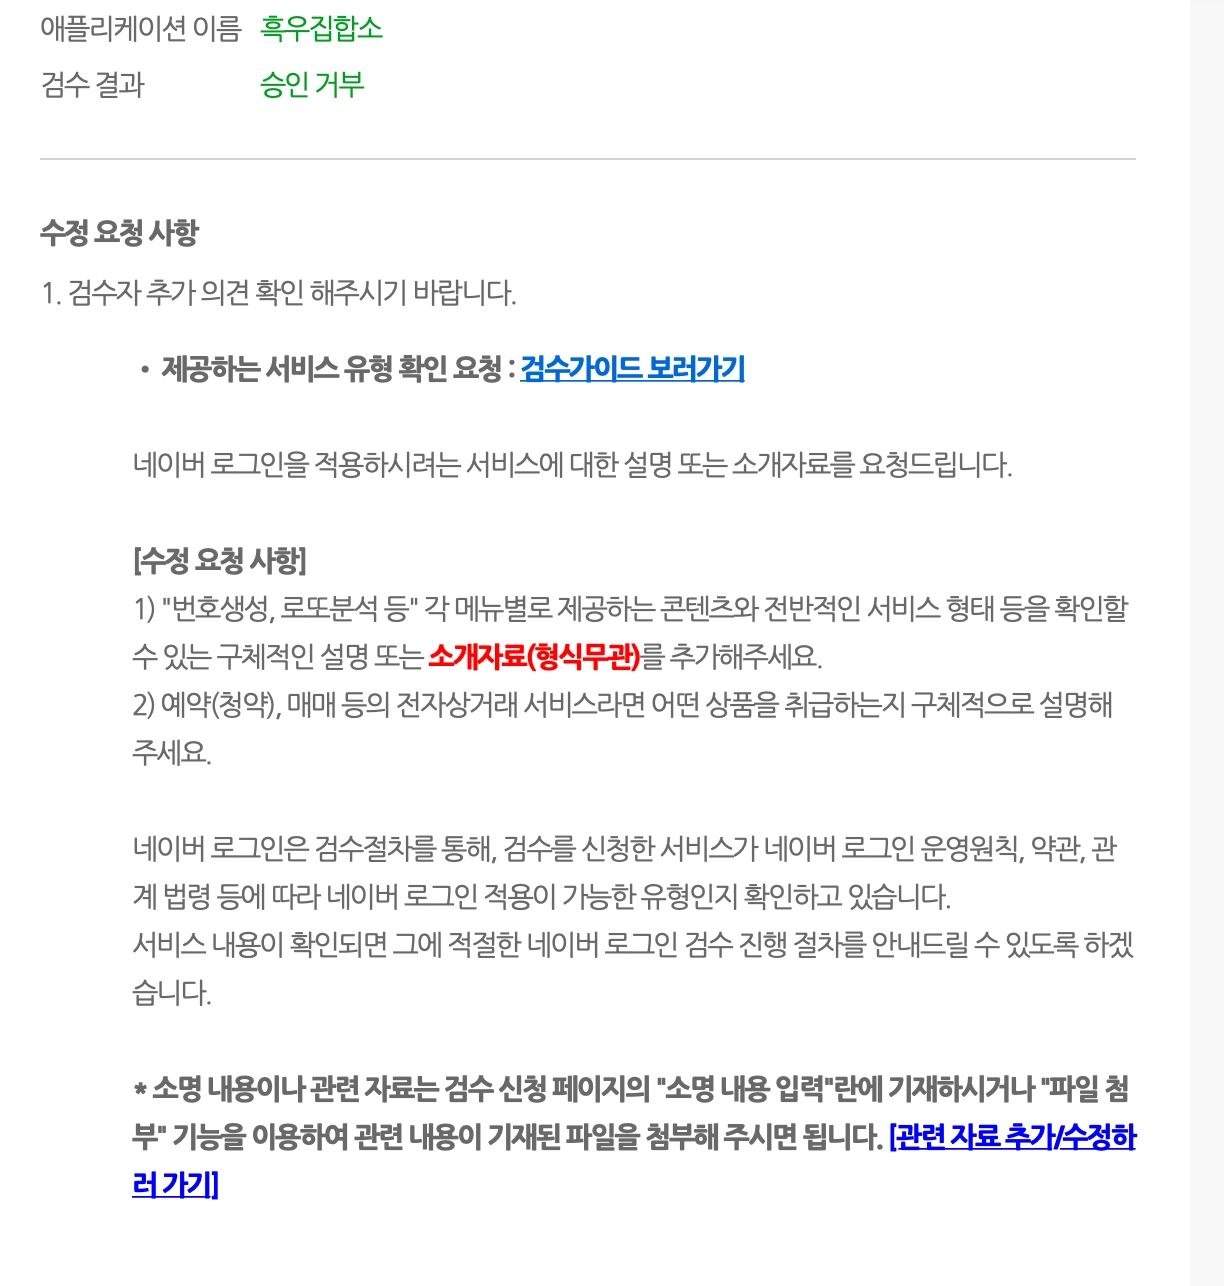 애플리케이션 이름 흑우집합소
검수 결과 승인 거부
수정 요청 사항
1. 검수자 추가 의견 확인 해주시기 바랍니다.
• 제공하는 서비스 유형 확인 요청 : 검수가이드 보러가기
네이버 로그인을 적용하시려는 서비스에 대한 설명 또는 소개자료를 요청드립니다.
[수정 요청 사항]
1) "번호생성, 로또분석 등" 각 메뉴별로 제공하는 콘텐츠와 전반적인 서비스 형태 등을 확인할
수 있는 구체적인 설명 또는 소개자료(형식무관)를 추가해주세요.
2) 예약(청약), 매매 등의 전자상거래 서비스라면 어떤 상품을 취급하는지 구체적으로 설명해
주세요.
네이버 로그인은 검수절차를 통해, 검수를 신청한 서비스가 네이버 로그인 운영원칙, 약관, 관
계 법령 등에 따라 네이버 로그인 적용이 가능한 유형인지 확인하고 있습니다.
서비스 내용이 확인되면 그에 적절한 네이버 로그인 검수 진행 절차를 안내드릴 수 있도록 하겠
습니다.
* 소명 내용이나 관련 자료는 검수 신청 페이지의 "소명 내용 입력"란에 기재하시거나 "파일 첨
부" 기능을 이용하여 관련 내용이 기재된 파일을 첨부해 주시면 됩니다. [관련 자료 추가/수정하
러 가기]